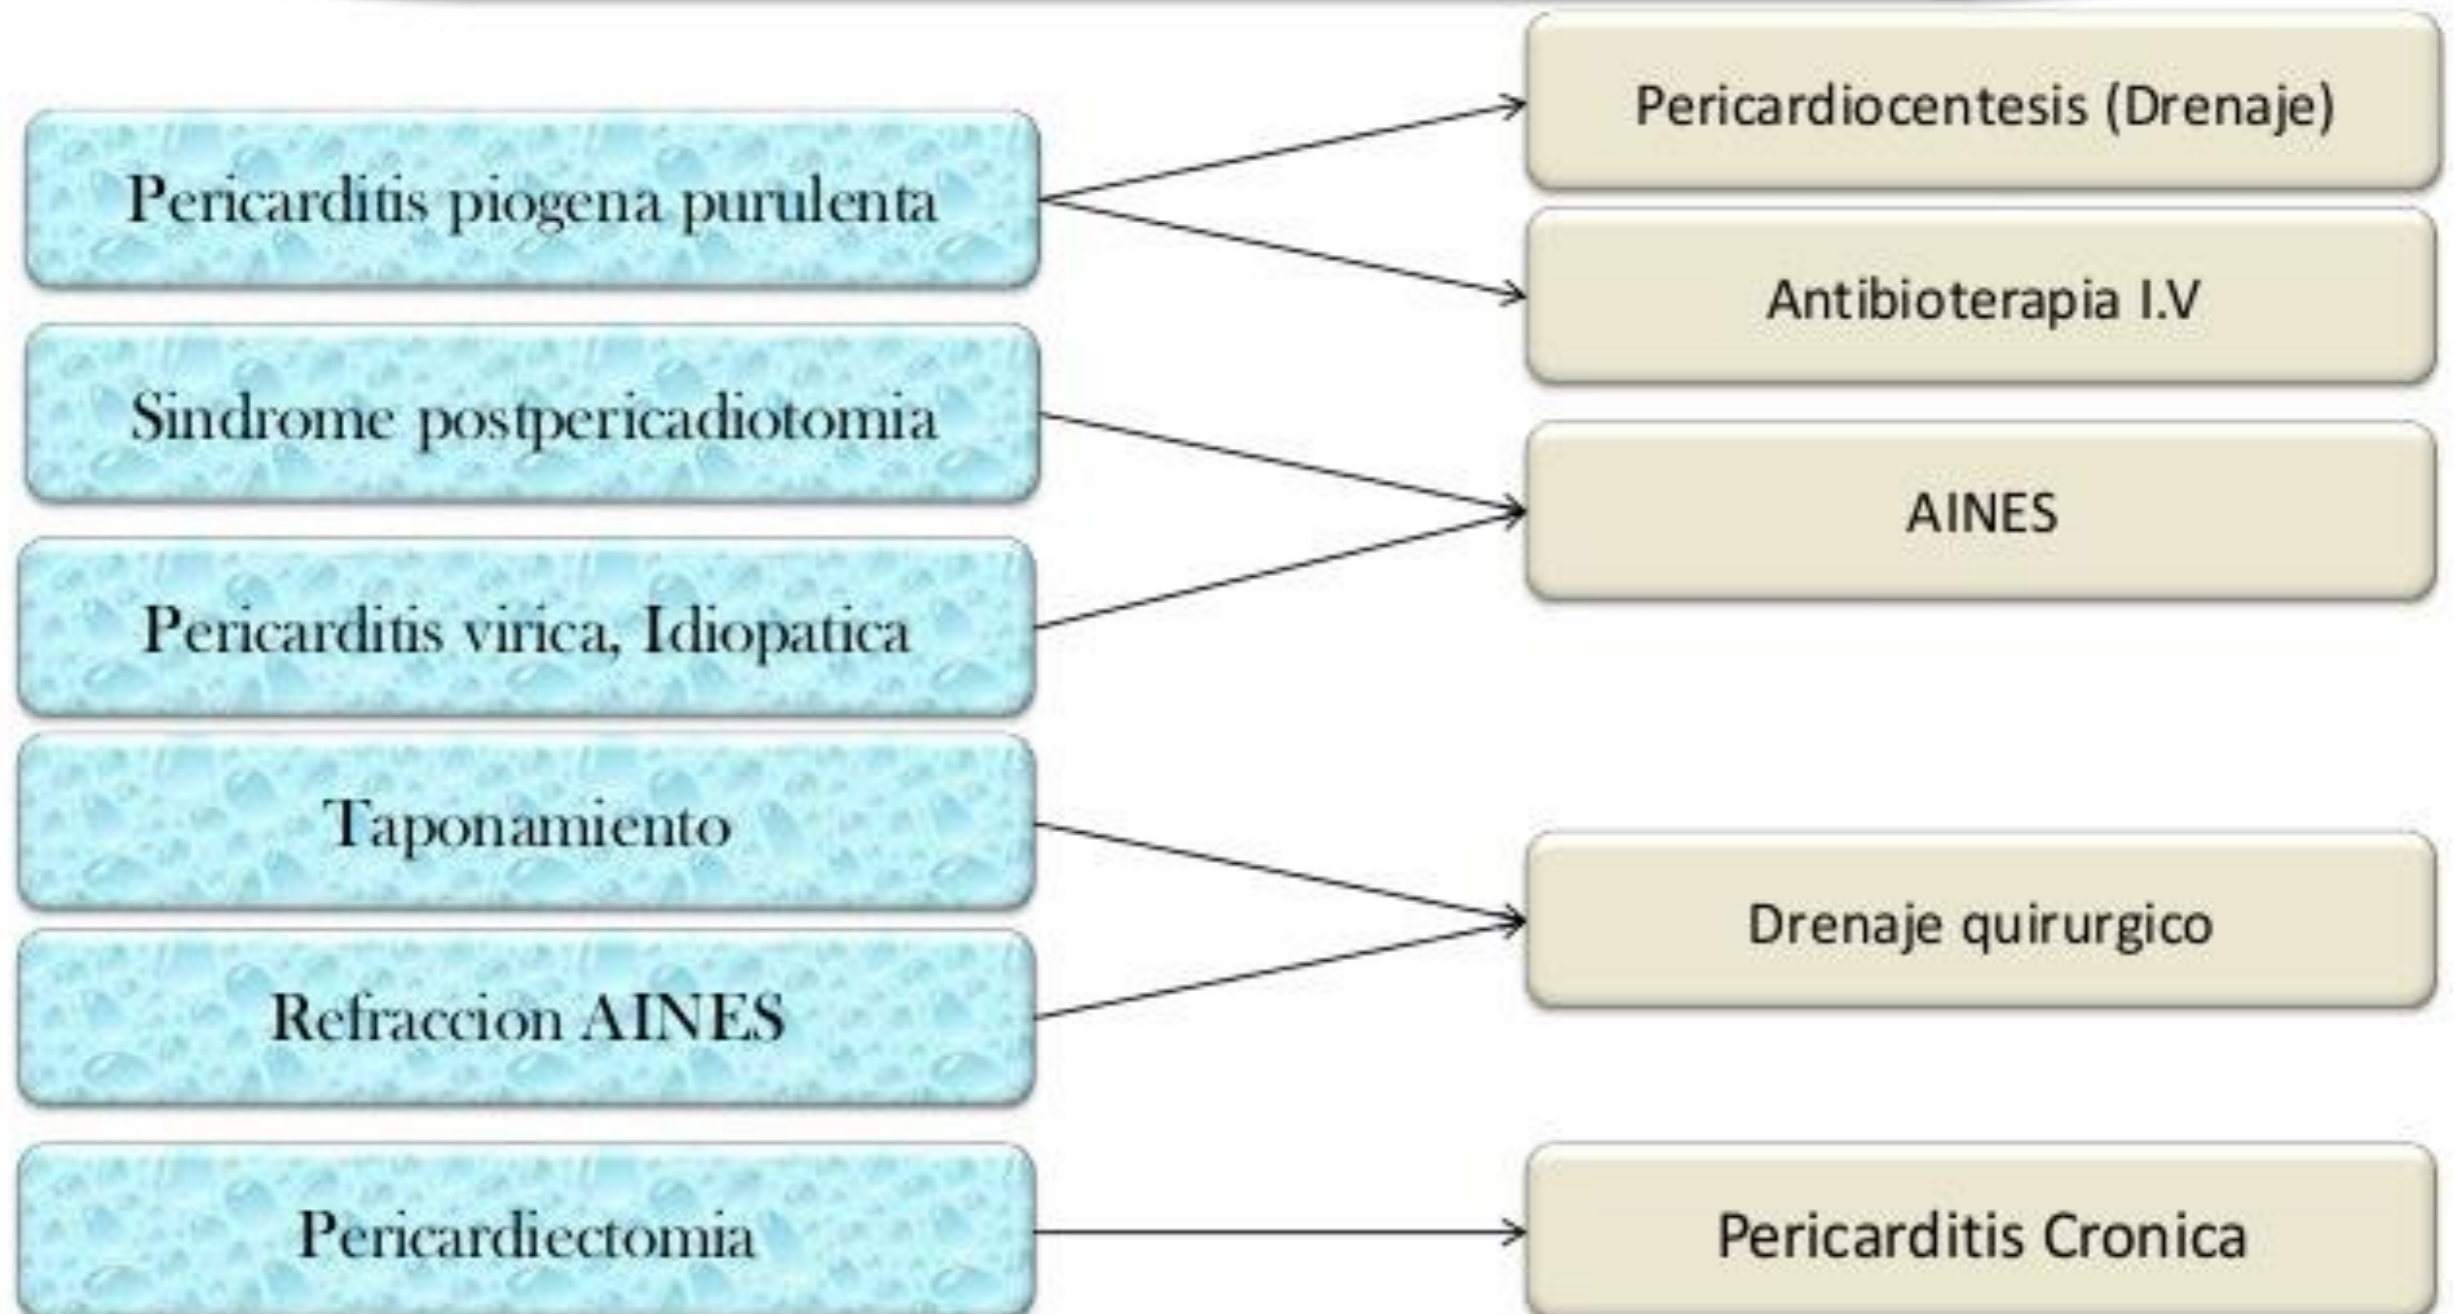 Pericarditis piogena purulenta
Pericardiocentesis (Drenaje)
Antibioterapia I.V
Sindrome postpericadiotomia
AINES
Pericarditis virica, Idiopatica
Taponamiento
Drenaje quirurgico
Refraccion AINES
Pericardiectomia
Pericarditis Cronica